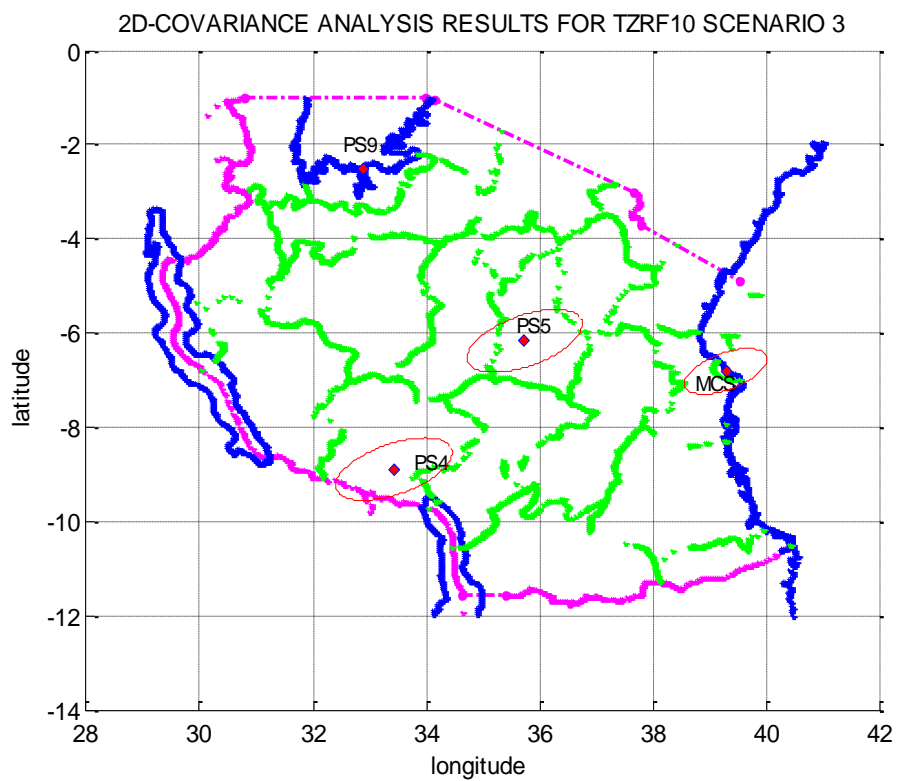 2D-COVARIANCE ANALYSIS RESULTS FOR TZRF10 SCENARIO 3
0
-2
-4
-6
-8
-10
-12
-14
latitude
PS9
PS5
MCS
PS4
28 30 32 34 36 38 40 42
longitude